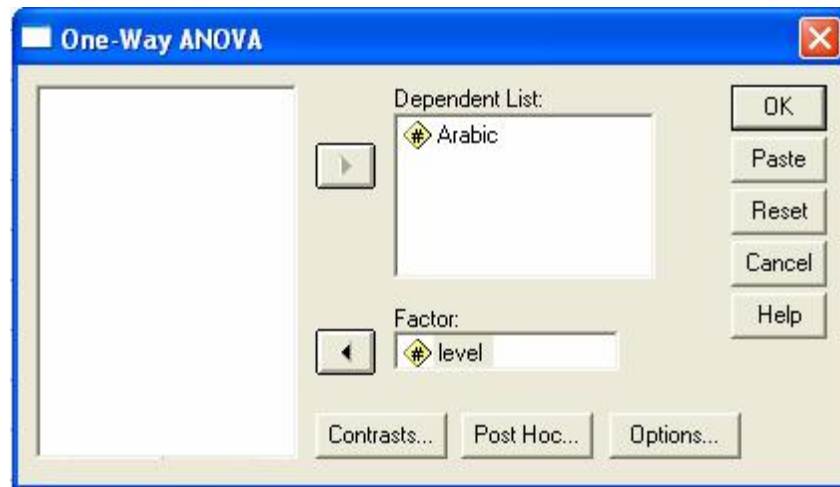 One-Way ANOVA
Dependent List:
# Arabic
OK
Paste
Reset
Cancel
Help
Factor:
# level
Contrasts... Post Hoc... Options...